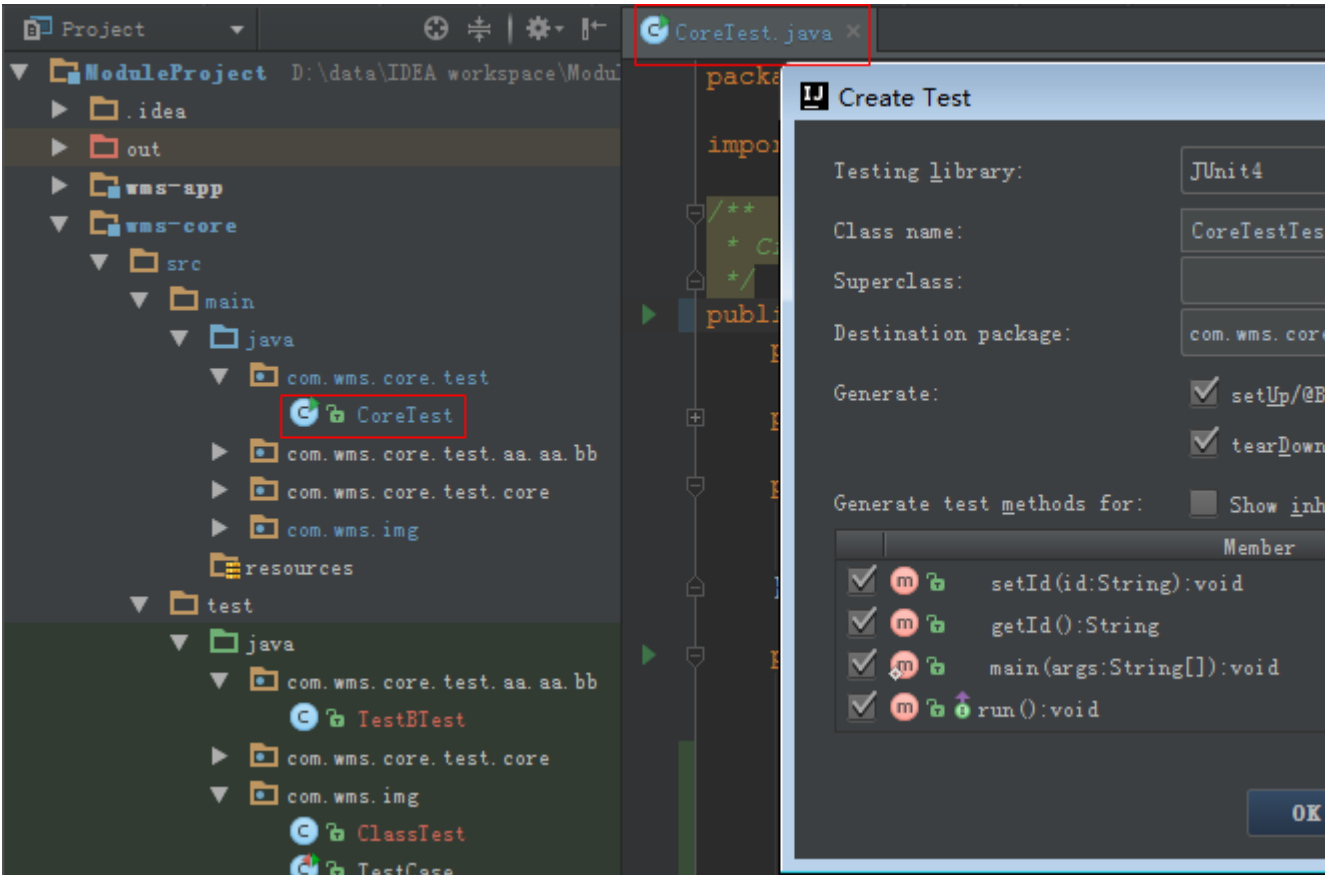 Project
ModuleProject D:\data\IDEA workspace\Modu
.idea
out
wms-app
wms-core
src
main
java
com.wms.core.test
CoreTest
com.wms.core.test.aa.aa.bb
com.wms.core.test.core
com.wms.img
resources
test
java
com.wms.core.test.aa.aa.bb
TestBTest
com.wms.core.test.core
com.wms.img
ClassTest
TestCase
CoreTest.java
packa
impor
/**
* Cr
*/
publi
Create Test
Testing library: JUnit4
Class name: CoreTestTes
Superclass:
Destination package: com.wms.core
Generate: setUp/@B
tearDown
Generate test methods for: Show inh
Member
setId(id:String):void
getId():String
main(args:String[]):void
run():void
OK